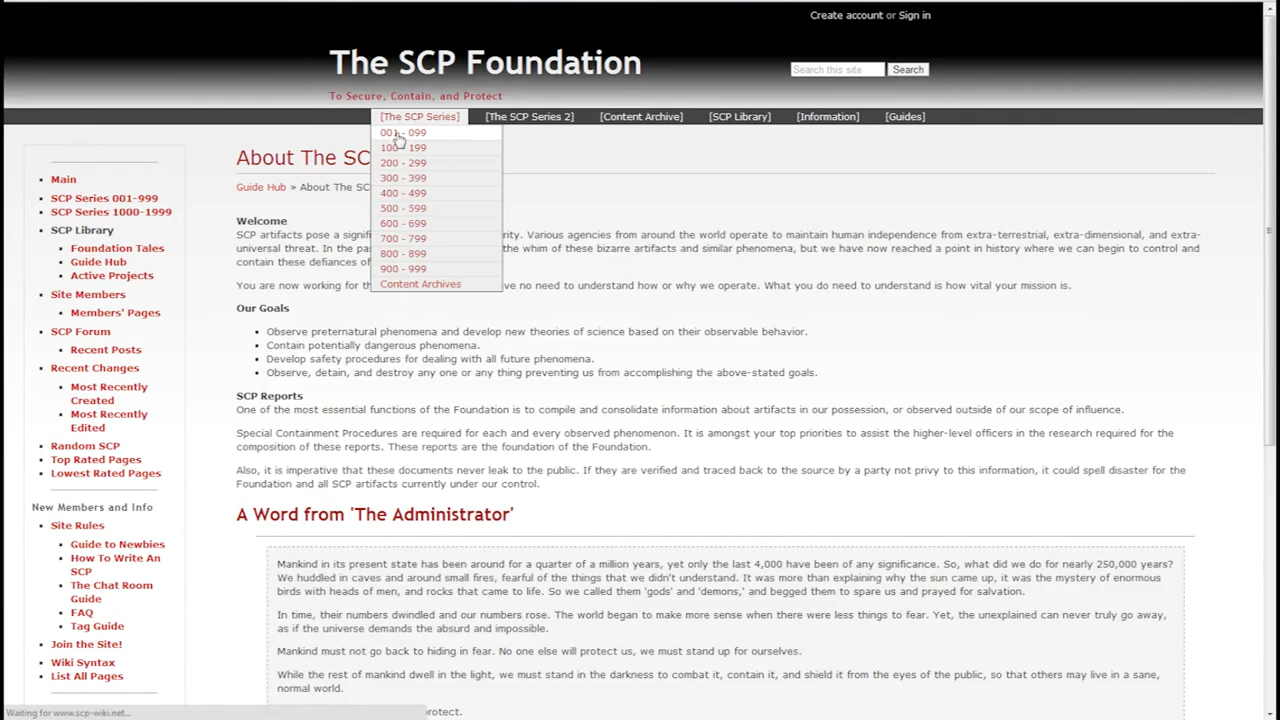 Create account or Sign in
The SCP Foundation
Search this site Search
To Secure, Contain, and Protect
[The SCP Series] [The SCP Series 2] [Content Archive] [SCP Library] [Information] [Guides]
001 - 099
100 - 199
200 - 299
300 - 399
400 - 499
500 - 599
600 - 699
700 - 799
800 - 899
900 - 999
Content Archives
Main
SCP Series 001-999
SCP Series 1000-1999
SCP Library
Foundation Tales
Guide Hub
Active Projects
Site Members
Members' Pages
SCP Forum
Recent Posts
Recent Changes
Most Recently
Created
Most Recently
Edited
Random SCP
Top Rated Pages
Lowest Rated Pages
New Members and Info
Site Rules
Guide to Newbies
How To Write An
SCP
The Chat Room
Guide
FAQ
Tag Guide
Join the Site!
Wiki Syntax
List All Pages
About The SC
Guide Hub » About The SC
Welcome
SCP artifacts pose a signifi rity. Various agencies from around the world operate to maintain human independence from extra-terrestrial, extra-dimensional, and extra-
universal threat. In the pas the whim of these bizarre artifacts and similar phenomena, but we have now reached a point in history where we can begin to control and
contain these defiances of
You are now working for th ve no need to understand how or why we operate. What you do need to understand is how vital your mission is.
Our Goals
Observe preternatural phenomena and develop new theories of science based on their observable behavior.
Contain potentially dangerous phenomena.
Develop safety procedures for dealing with all future phenomena.
Observe, detain, and destroy any one or any thing preventing us from accomplishing the above-stated goals.
SCP Reports
One of the most essential functions of the Foundation is to compile and consolidate information about artifacts in our possession, or observed outside of our scope of influence.
Special Containment Procedures are required for each and every observed phenomenon. It is amongst your top priorities to assist the higher-level officers in the research required for the
composition of these reports. These reports are the foundation of the Foundation.
Also, it is imperative that these documents never leak to the public. If they are verified and traced back to the source by a party not privy to this information, it could spell disaster for the
Foundation and all SCP artifacts currently under our control.
A Word from 'The Administrator'
Mankind in its present state has been around for a quarter of a million years, yet only the last 4,000 have been of any significance. So, what did we do for nearly 250,000 years?
We huddled in caves and around small fires, fearful of the things that we didn't understand. It was more than explaining why the sun came up, it was the mystery of enormous
birds with heads of men, and rocks that came to life. So we called them 'gods' and 'demons,' and begged them to spare us and prayed for salvation.
In time, their numbers dwindled and our numbers rose. The world began to make more sense when there were less things to fear. Yet, the unexplained can never truly go away,
as if the universe demands the absurd and impossible.
Mankind must not go back to hiding in fear. No one else will protect us, we must stand up for ourselves.
While the rest of mankind dwell in the light, we must stand in the darkness to combat it, contain it, and shield it from the eyes of the public, so that others may live in a sane,
normal world.
protect.
Waiting for www.scp-wiki.net...